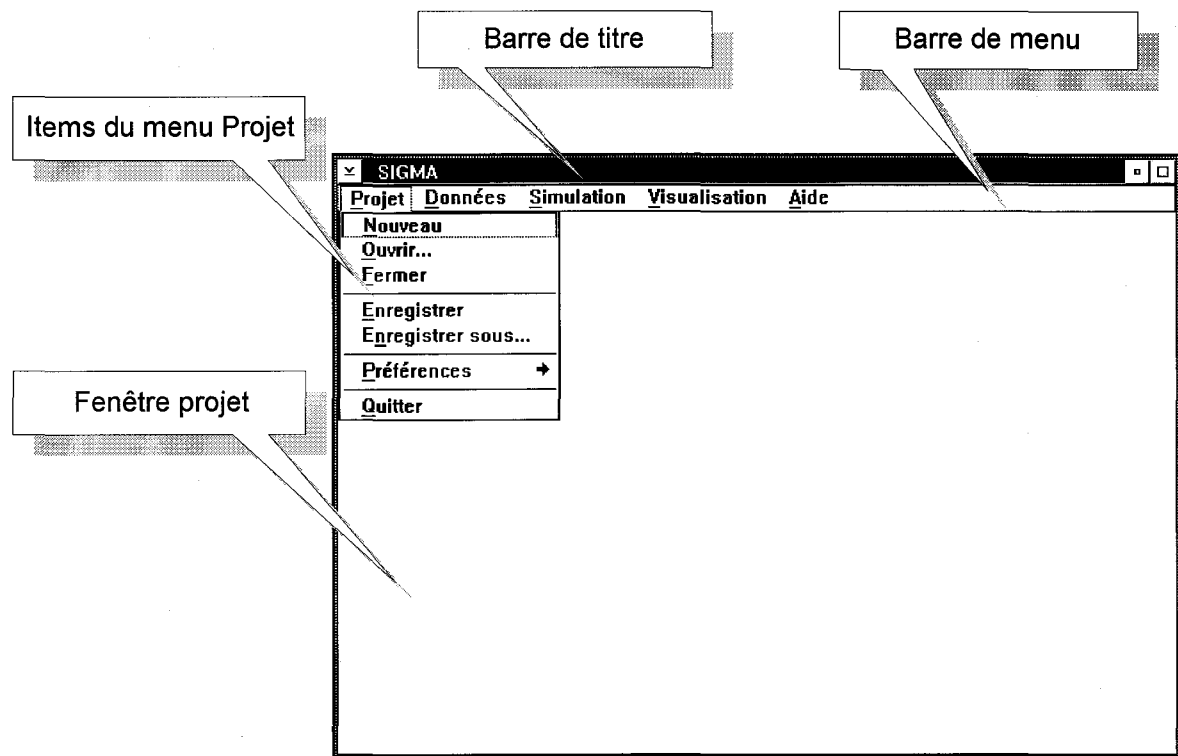 Barre de titre
Barre de menu
Items du menu Projet
SIGMA
Projet Données Simulation Visualisation Aide
Nouveau
Ouvrir...
Fermer
Enregistrer
Enregistrer sous...
Préférences
Quitter
Fenêtre projet